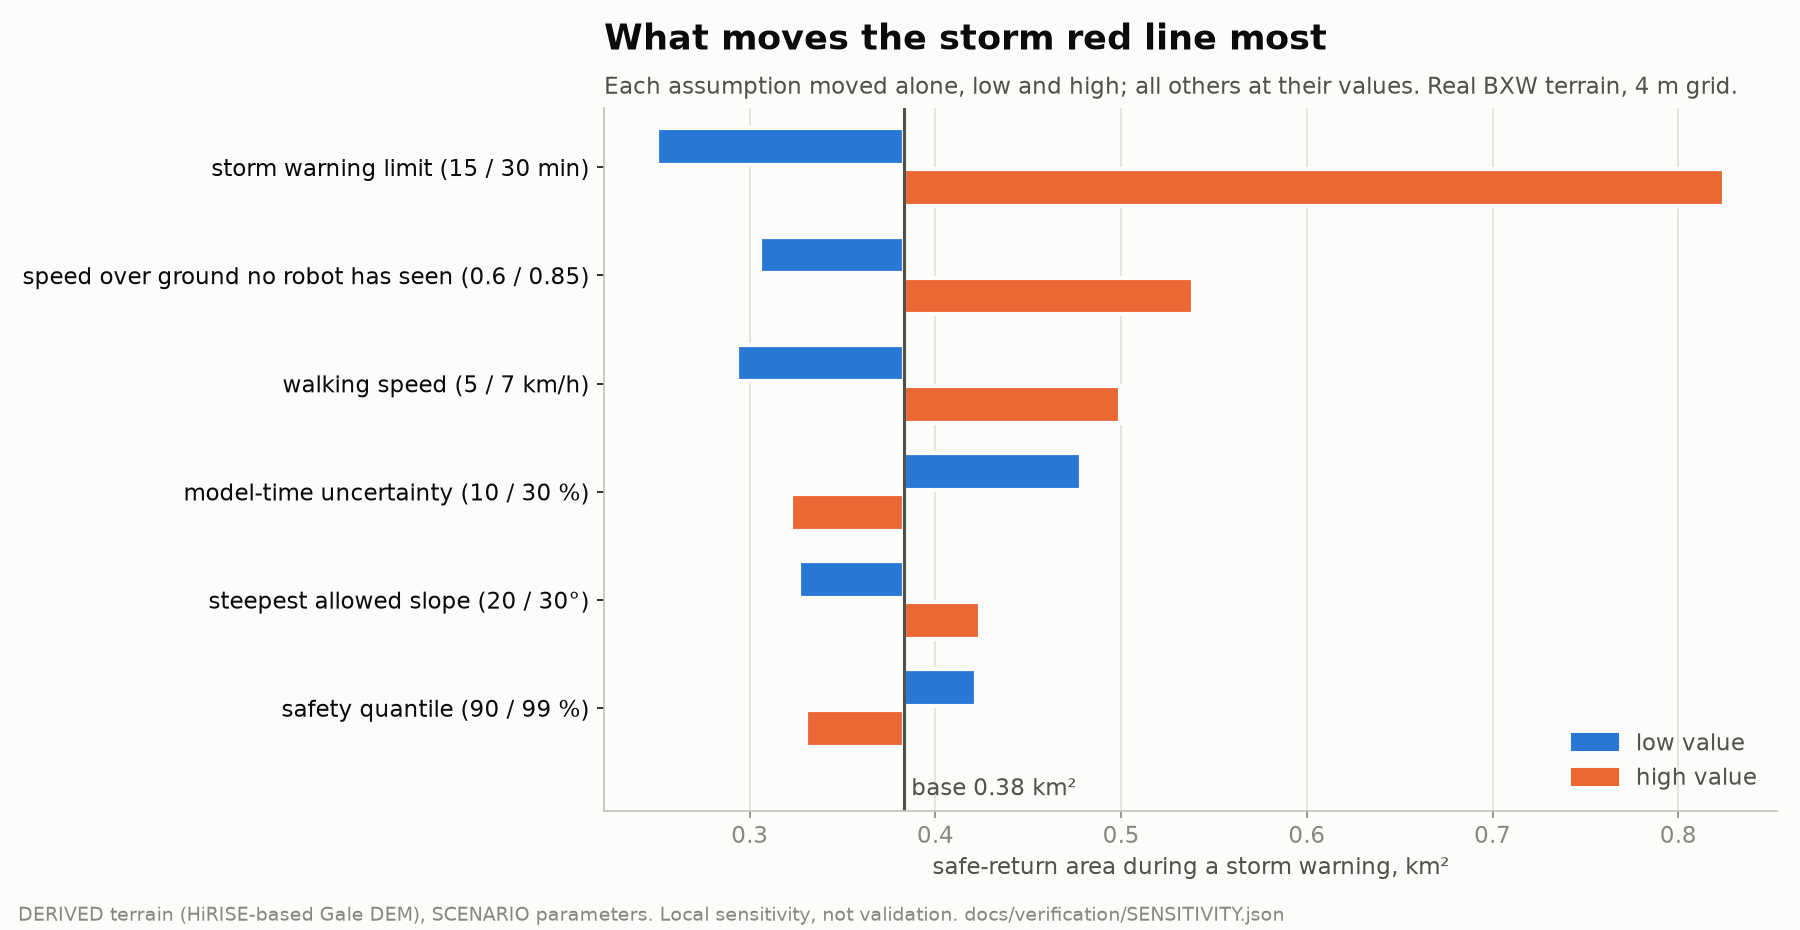 What moves the storm red line most
Each assumption moved alone, low and high; all others at their values. Real BXW terrain, 4 m grid.
storm warning limit (15 / 30 min)
speed over ground no robot has seen (0.6 / 0.85)
walking speed (5 / 7 km/h)
model-time uncertainty (10 / 30 %)
steepest allowed slope (20 / 30°)
safety quantile (90 / 99 %)
low value
high value
base 0.38 km²
0.3 0.4 0.5 0.6 0.7 0.8
safe-return area during a storm warning, km²
DERIVED terrain (HiRISE-based Gale DEM), SCENARIO parameters. Local sensitivity, not validation. docs/verification/SENSITIVITY.json